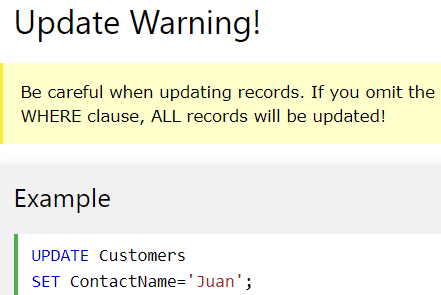 Update Warning!
Be careful when updating records. If you omit the
WHERE clause, ALL records will be updated!
Example
UPDATE Customers
SET ContactName='Juan';